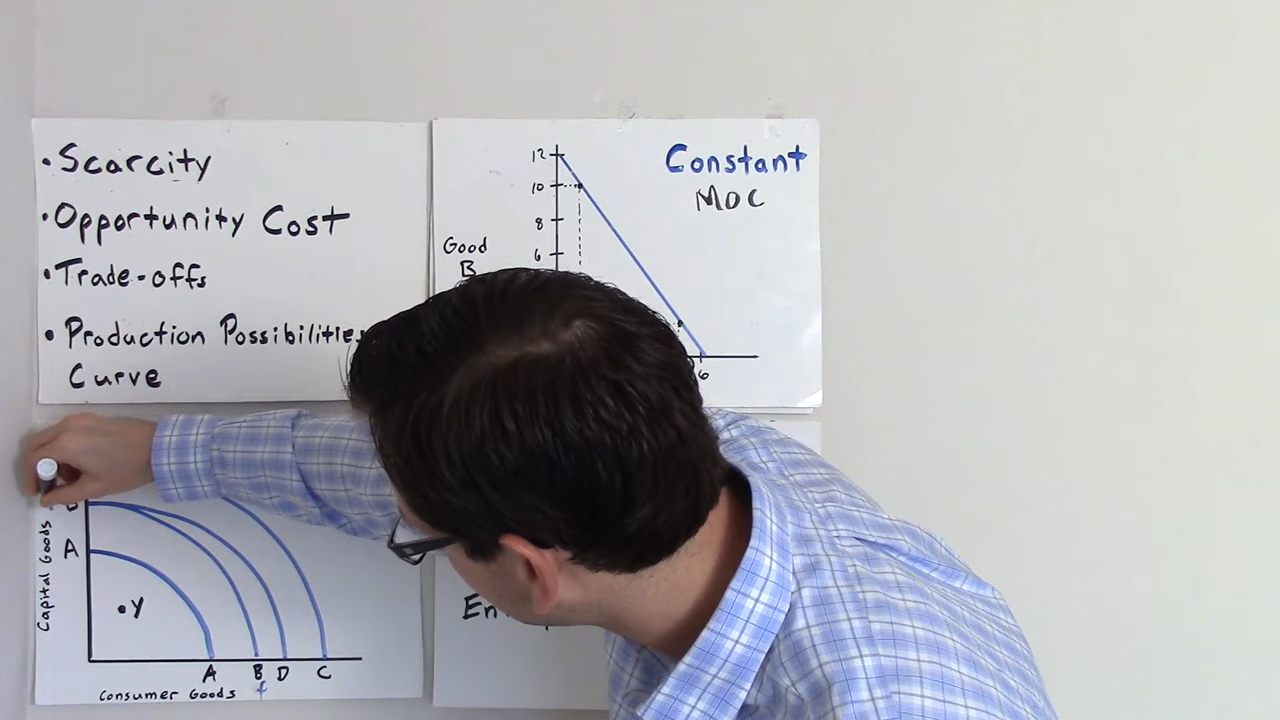 •Scarcity
•Opportunity Cost
•Trade-offs
•Production Possibilities
Curve
Constant
MOC
12
10
8
6
Good
B
6
A
Capital Goods
•Y
A B D C
Consumer Goods
f
En